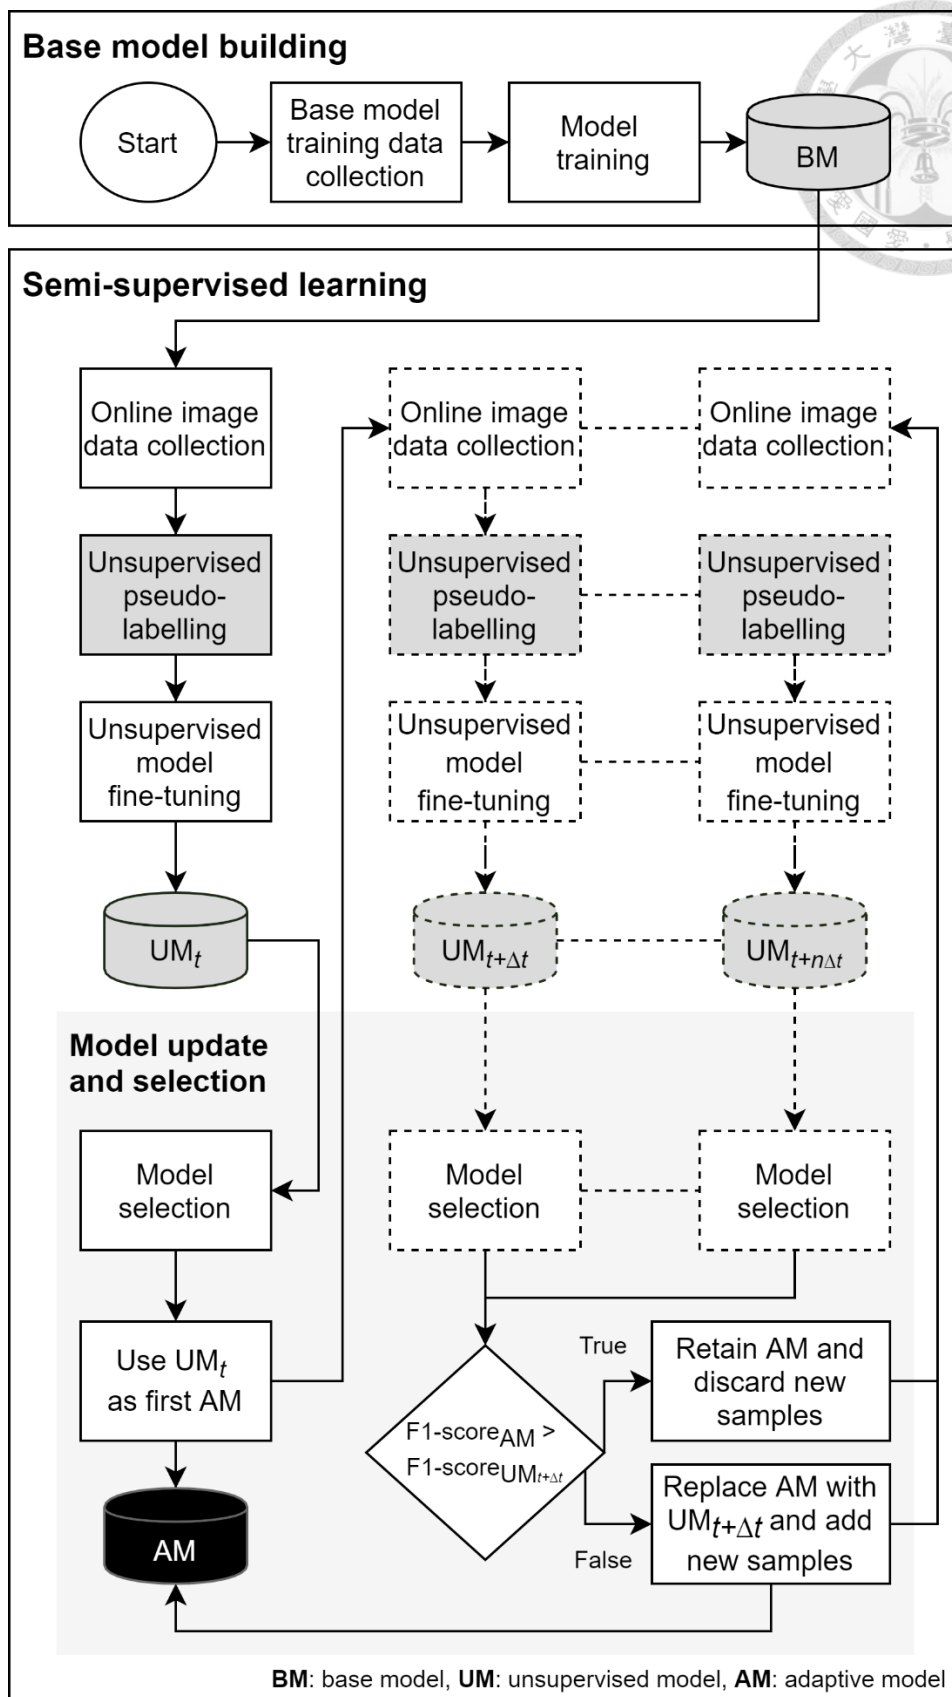 Base model building
Start
Base model
training data
collection
Model
training
BM
Semi-supervised learning
Online image
data collection
Online image
data collection
Online image
data collection
Unsupervised
pseudo-
labelling
Unsupervised
pseudo-
labelling
Unsupervised
pseudo-
labelling
Unsupervised
model
fine-tuning
Unsupervised
model
fine-tuning
Unsupervised
model
fine-tuning
UMt
UMt+Δt
UMt+nΔt
Model update
and selection
Model
selection
Model
selection
Model
selection
Use UMt
as first AM
AM
F1-scoreAM >
F1-scoreUMt+Δt
True
False
Retain AM and
discard new
samples
Replace AM with
UMt+Δt and add
new samples
BM: base model, UM: unsupervised model, AM: adaptive model